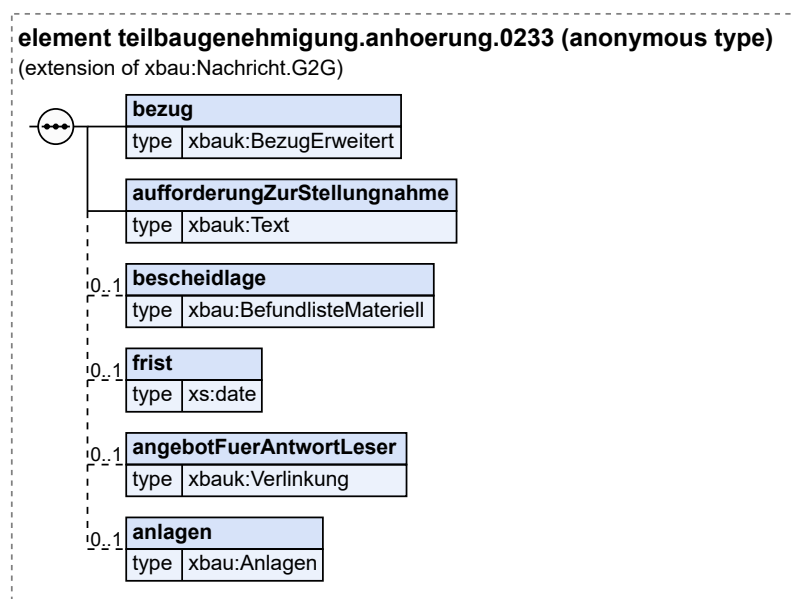 element teilbaugenehmigung.anhoerung.0233 (anonymous type)
(extension of xbau:Nachricht.G2G)
bezug
type xbauk:BezugErweitert
aufforderungZurStellungnahme
type xbauk:Text
0..1 bescheidlage
type xbau:BefundlisteMateriell
0..1 frist
type xs:date
0..1 angebotFuerAntwortLeser
type xbauk:Verlinkung
0..1 anlagen
type xbau:Anlagen